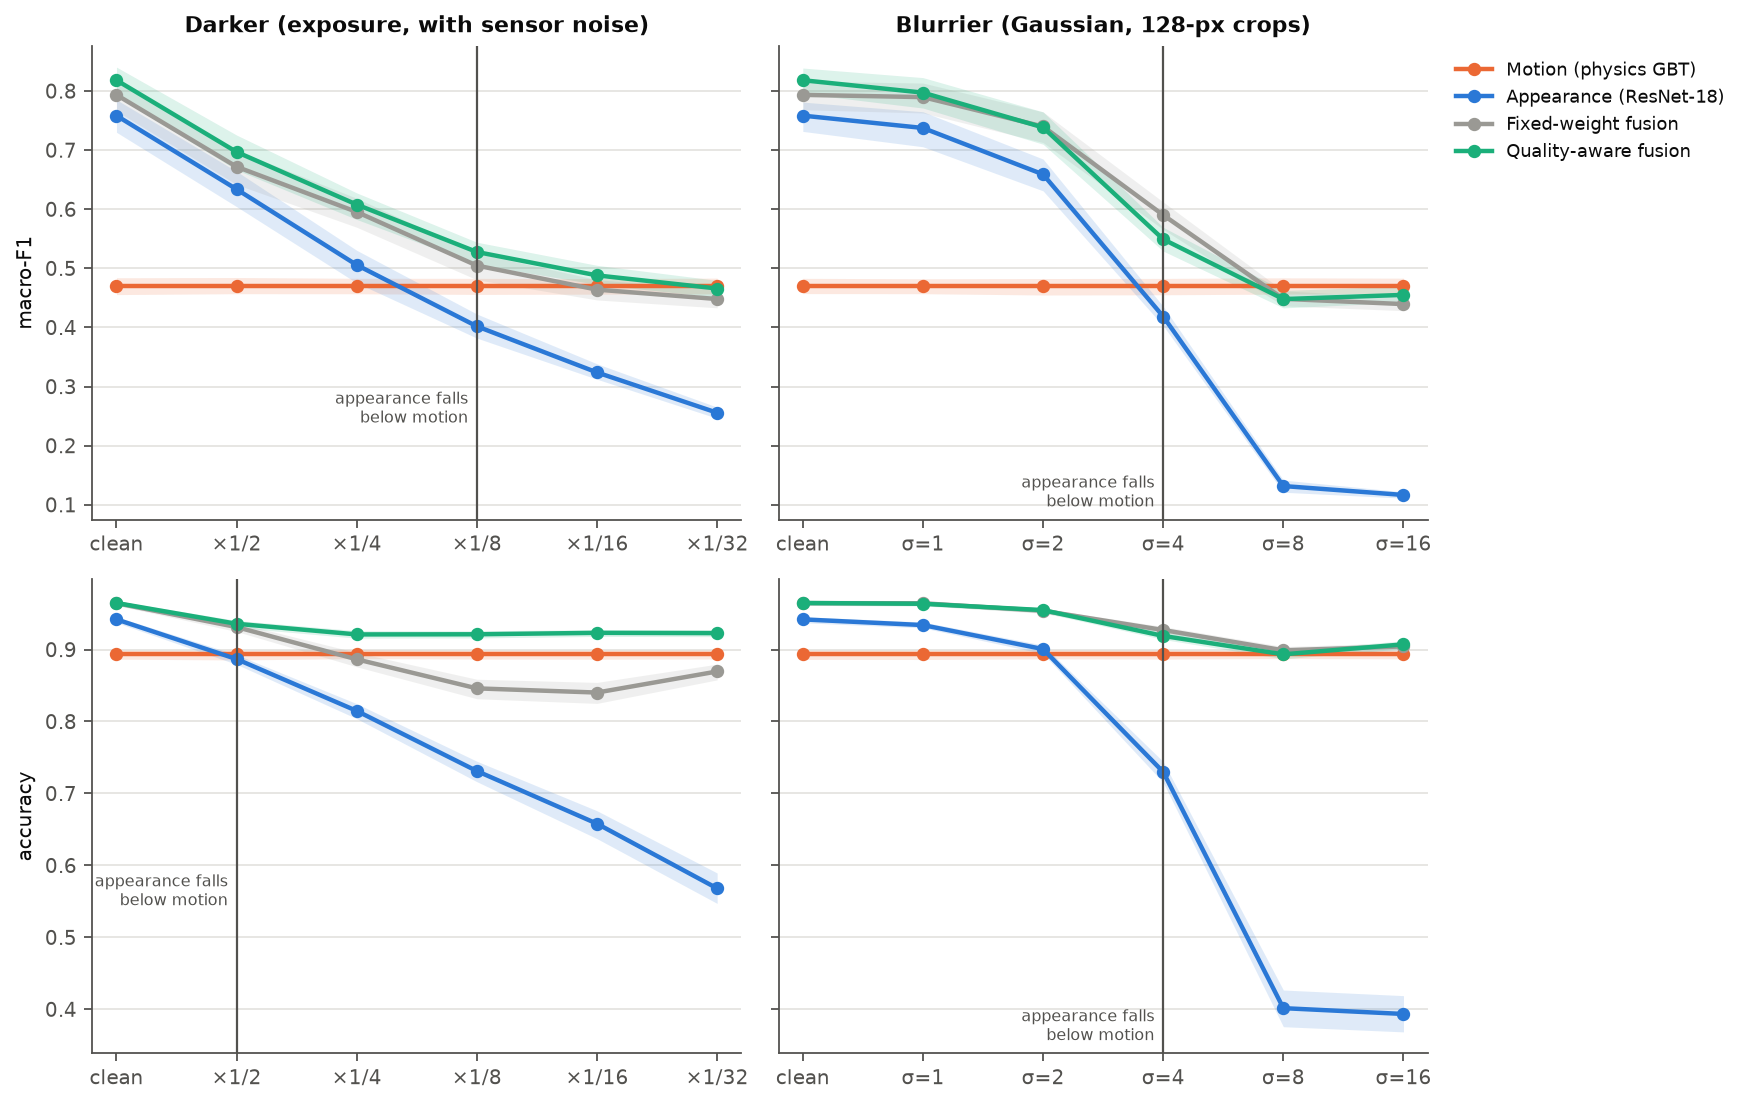 Darker (exposure, with sensor noise)
Blurrier (Gaussian, 128-px crops)
Motion (physics GBT)
Appearance (ResNet-18)
Fixed-weight fusion
Quality-aware fusion
macro-F1
0.8
0.7
0.6
0.5
0.4
0.3
0.2
0.1
appearance falls
below motion
appearance falls
below motion
clean ×1/2 ×1/4 ×1/8 ×1/16 ×1/32
clean σ=1 σ=2 σ=4 σ=8 σ=16
accuracy
0.9
0.8
0.7
0.6
0.5
0.4
appearance falls
below motion
appearance falls
below motion
clean ×1/2 ×1/4 ×1/8 ×1/16 ×1/32
clean σ=1 σ=2 σ=4 σ=8 σ=16